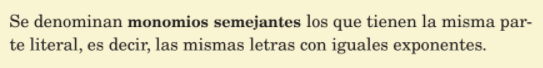 Se denominan monomios semejantes los que tienen la misma par-
te literal, es decir, las mismas letras con iguales exponentes.